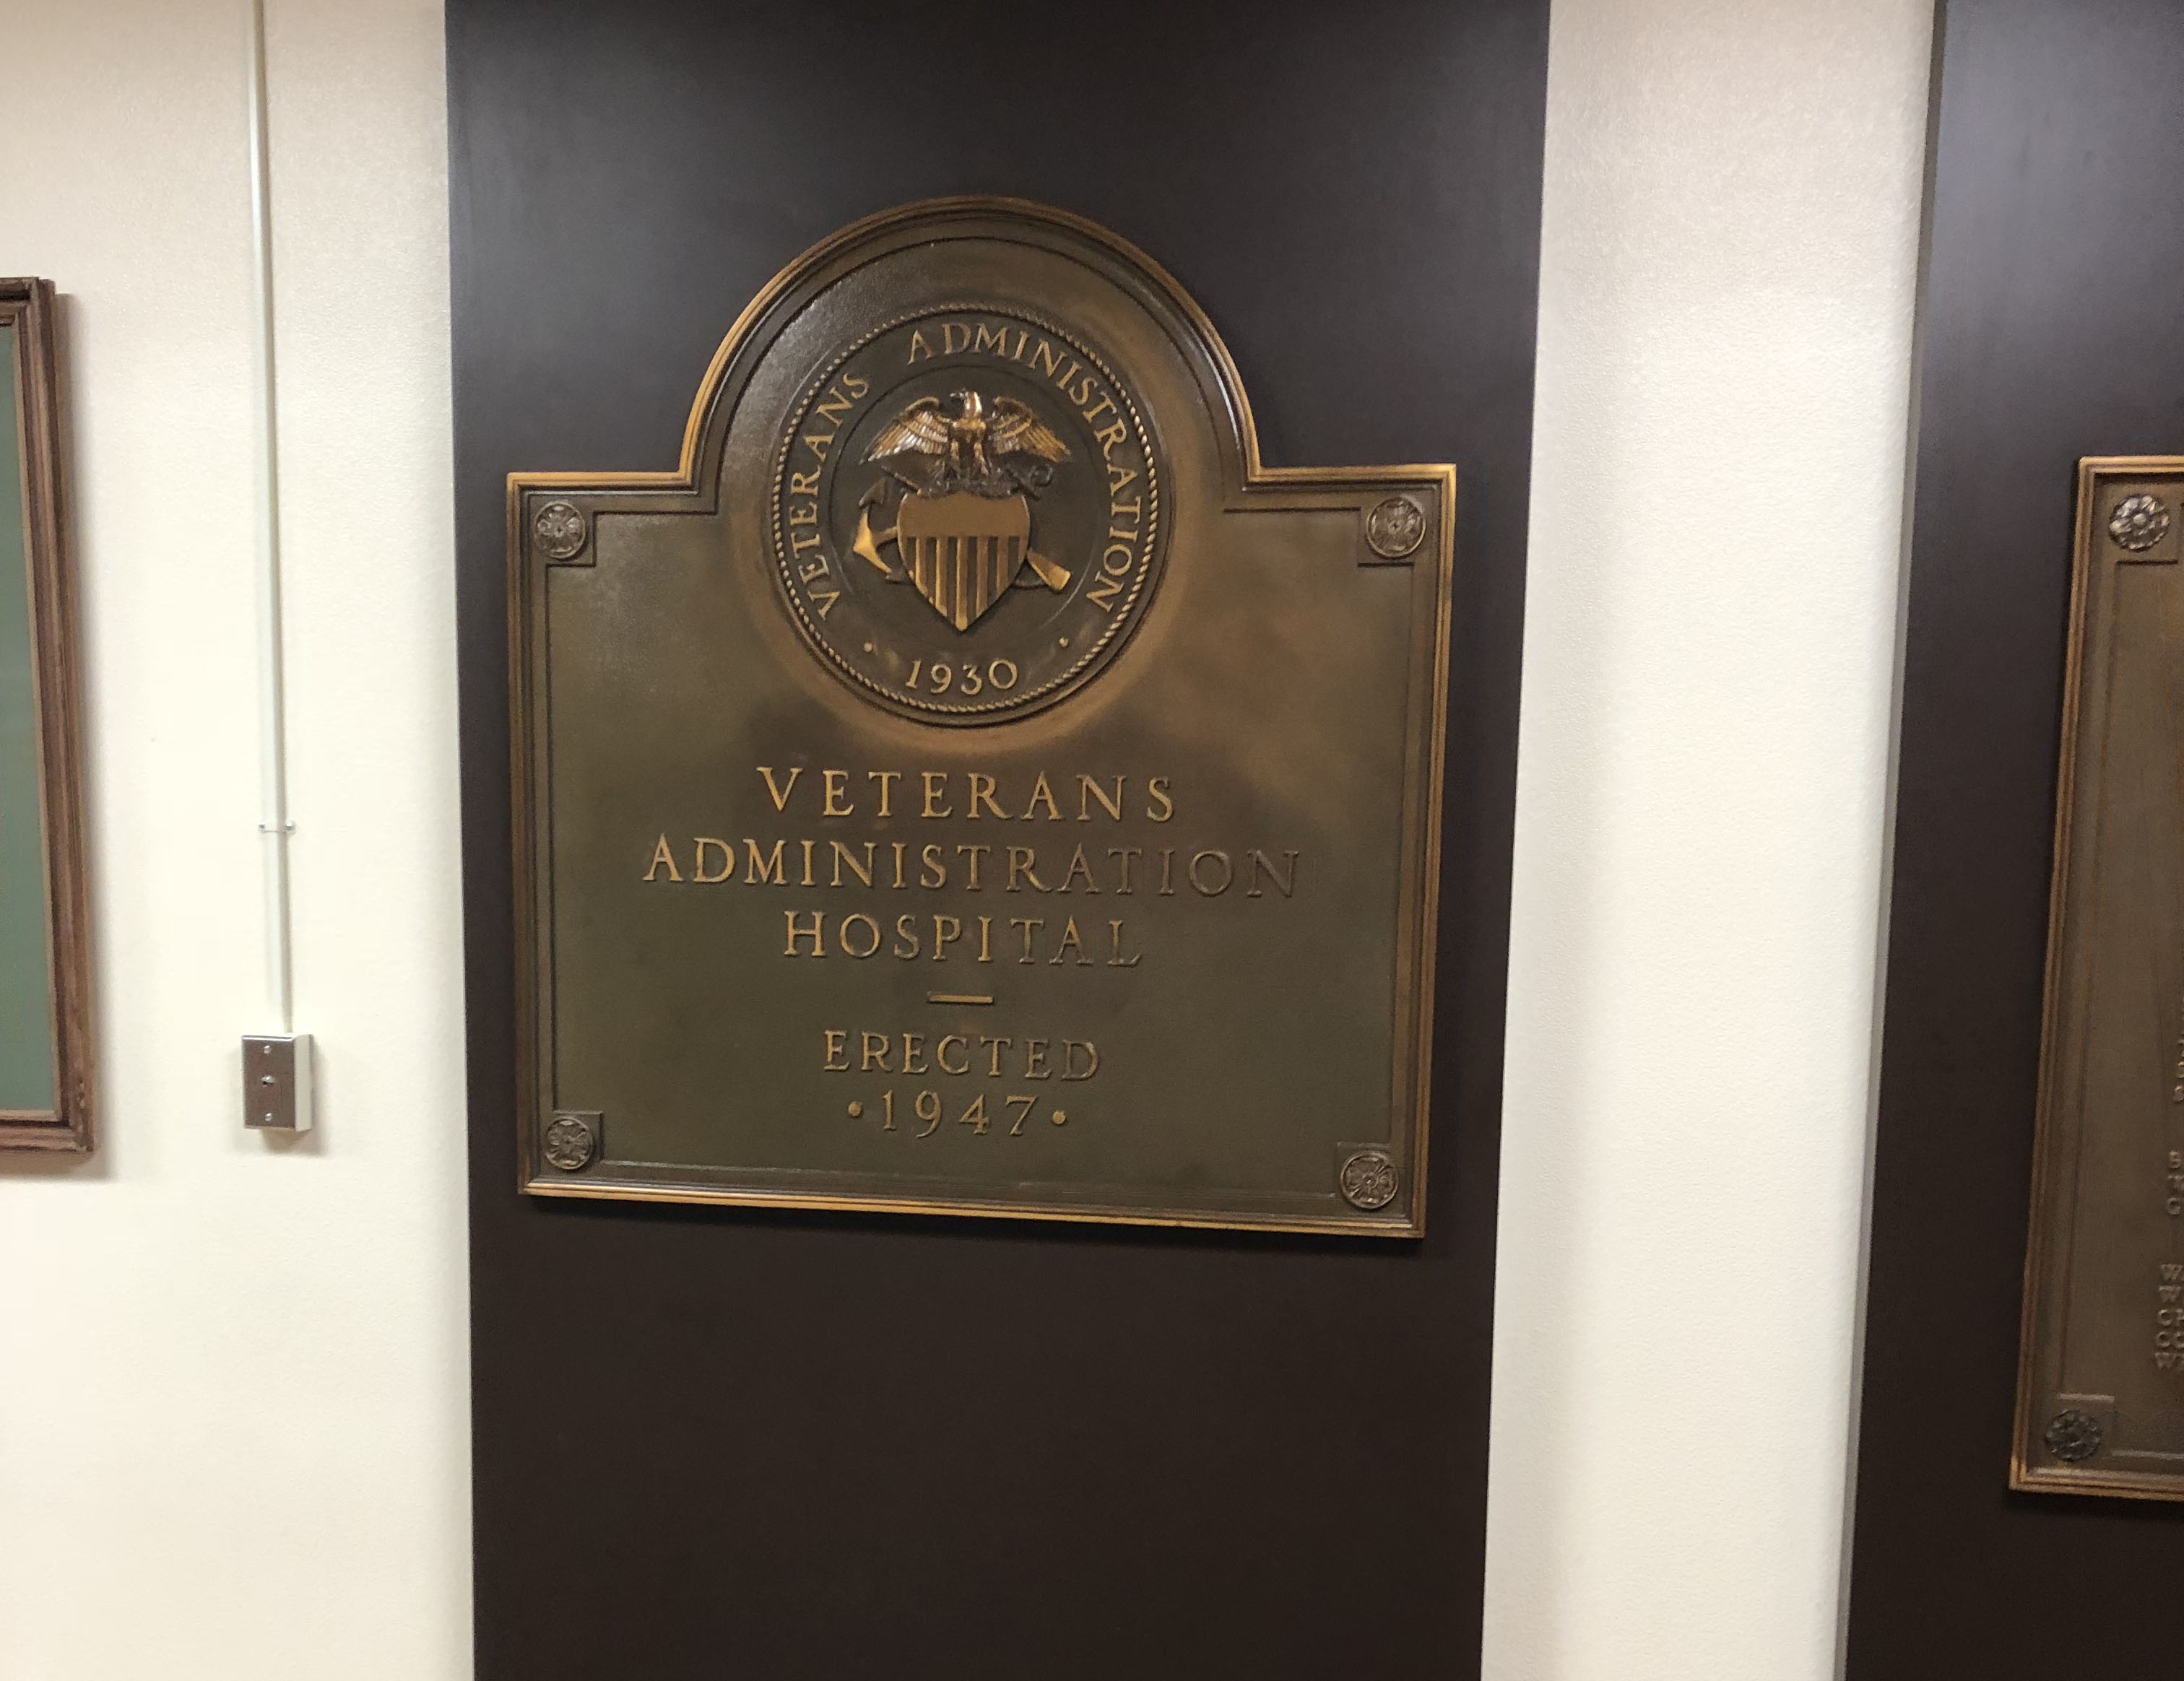 VETERANS ADMINISTRATION
• 1930 •
VETERANS
ADMINISTRATION
HOSPITAL
—
ERECTED
•1947•